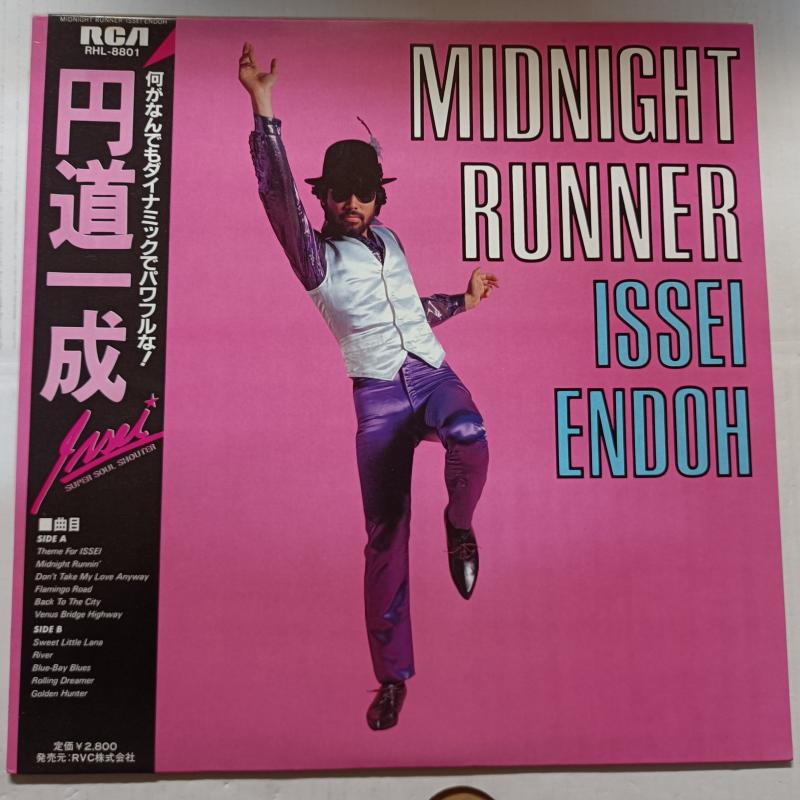 MIDNIGHT RUNNER ISSEI ENDOH
RCA
RHL-8801
何がなんでもダイナミックでパワフルな!
円道一成
Issei
SUPER SOUL SHOUTER
■曲目
SIDE A
Theme For ISSEI
Midnight Runnin'
Don't Take My Love Anyway
Flamingo Road
Back To The City
Venus Bridge Highway
SIDE B
Sweet Little Lana
River
Blue-Bay Blues
Rolling Dreamer
Golden Hunter
定価¥2,800
発売元:RVC株式会社
MIDNIGHT
RUNNER
ISSEI
ENDOH